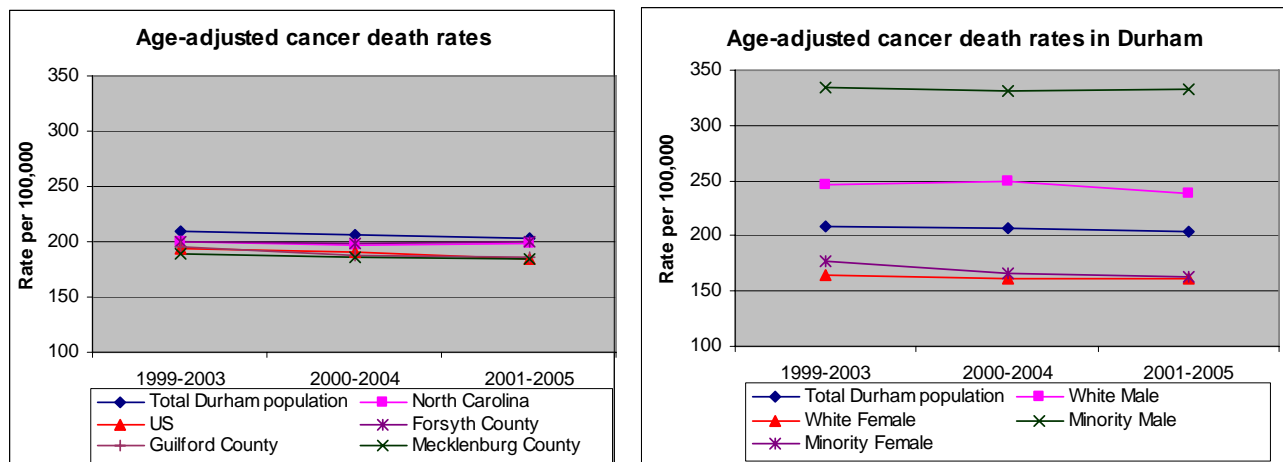 Age-adjusted cancer death rates
Rate per 100,000
350
300
250
200
150
100
1999-2003 2000-2004 2001-2005
Total Durham population North Carolina
US Forsyth County
Guilford County Mecklenburg County
Age-adjusted cancer death rates in Durham
Rate per 100,000
350
300
250
200
150
100
1999-2003 2000-2004 2001-2005
Total Durham population White Male
White Female Minority Male
Minority Female